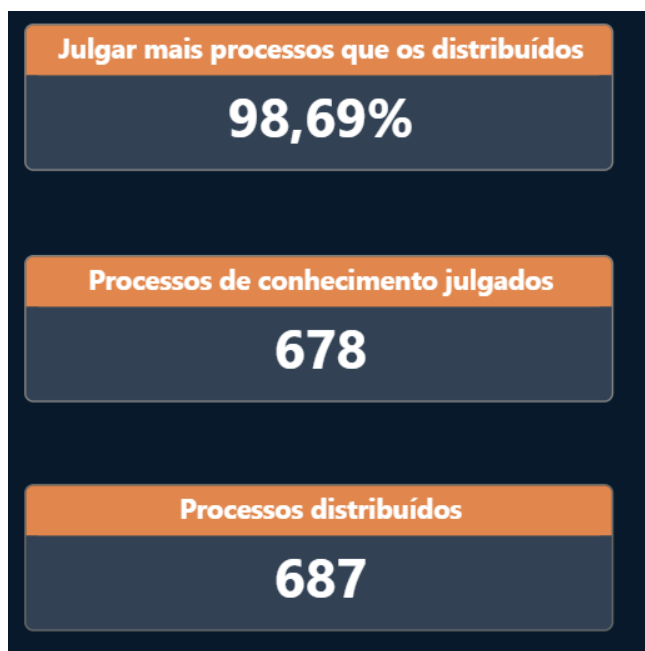 Julgar mais processos que os distribuídos
98,69%
Processos de conhecimento julgados
678
Processos distribuídos
687